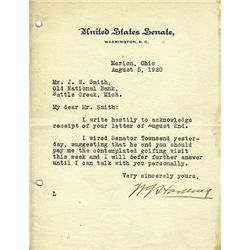 United States Senate,
WASHINGTON, D. C.
Marion, Ohio
August 5, 1920
Mr. J. W. Smith,
Old National Bank,
Battle Creek, Mich.
My dear Mr. Smith:
I write hastily to acknowledge
receipt of your letter of August 2nd.
I wired Senator Townsend yester-
day, suggesting that he and you should
pay me the contemplated golfing visit
this week and I will defer further answer
until I can talk with you personally.
Very sincerely yours,
W G Harding
L